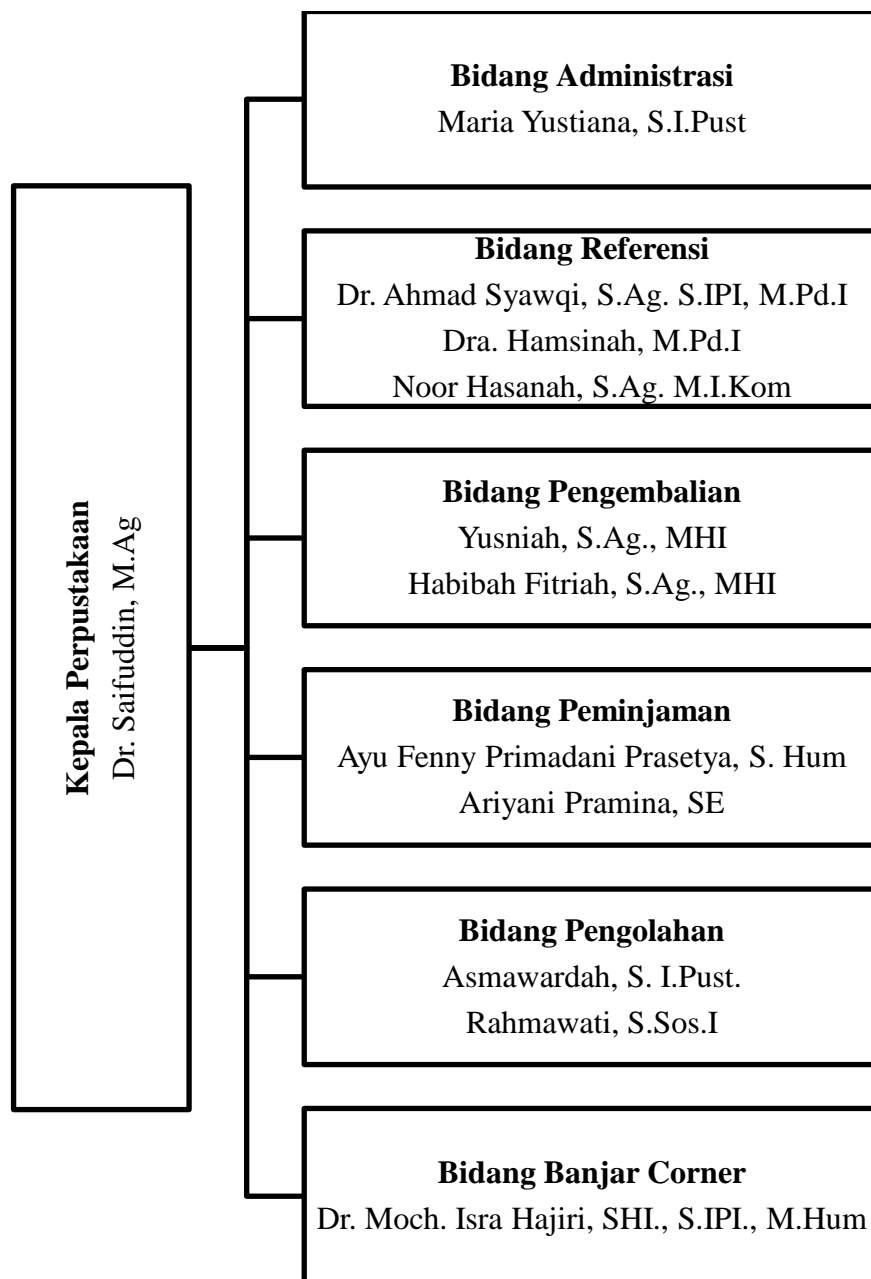 Kepala Perpustakaan
Dr. Saifuddin, M.Ag
Bidang Administrasi
Maria Yustiana, S.I.Pust
Bidang Referensi
Dr. Ahmad Syawqi, S.Ag. S.IPI, M.Pd.I
Dra. Hamsinah, M.Pd.I
Noor Hasanah, S.Ag. M.I.Kom
Bidang Pengembalian
Yusniah, S.Ag., MHI
Habibah Fitriah, S.Ag., MHI
Bidang Peminjaman
Ayu Fenny Primadani Prasetya, S. Hum
Ariyani Pramina, SE
Bidang Pengolahan
Asmawardah, S. I.Pust.
Rahmawati, S.Sos.I
Bidang Banjar Corner
Dr. Moch. Isra Hajiri, SHI., S.IPI., M.Hum